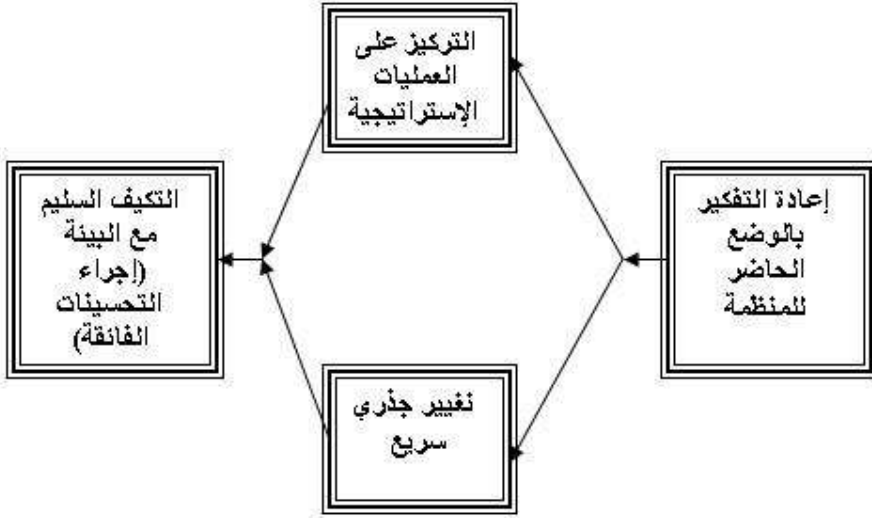 إعادة التفكير
بالوضع
الحاضر
للمنظمة
التركيز على
العمليات
الإستراتيجية
تغيير جذري
سريع
التكيف السليم
مع البيئة
(إجراء
التحسينات
الفائقة)